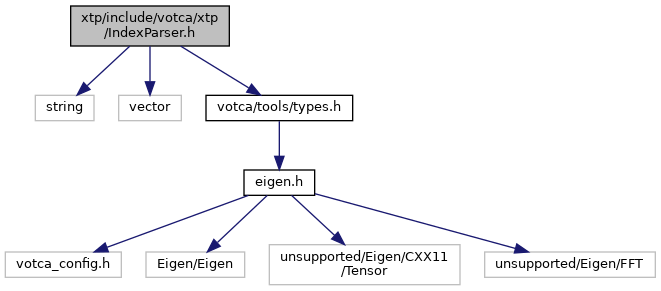 xtp/include/votca/xtp
/IndexParser.h
string
vector
votca/tools/types.h
eigen.h
votca_config.h
Eigen/Eigen
unsupported/Eigen/CXX11
/Tensor
unsupported/Eigen/FFT